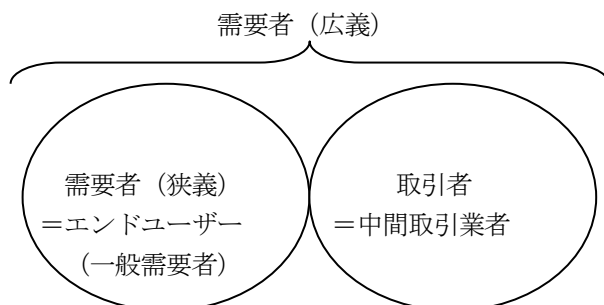 需要者（広義）
需要者（狭義）
＝エンドユーザー
（一般需要者）
取引者
＝中間取引業者